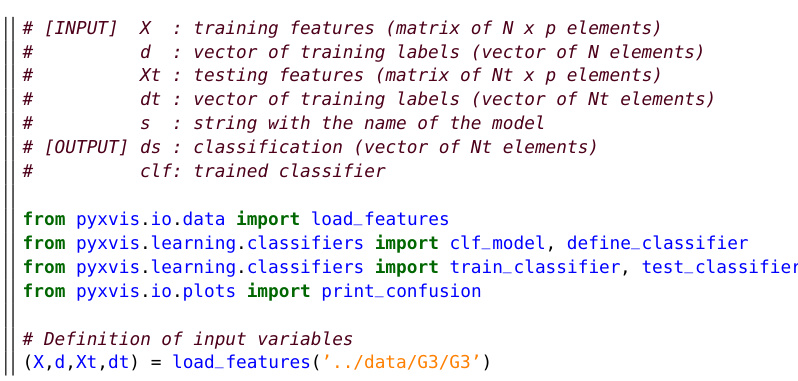 # [INPUT]  X  : training features (matrix of N x p elements)
#          d  : vector of training labels (vector of N elements)
#          Xt : testing features (matrix of Nt x p elements)
#          dt : vector of training labels (vector of Nt elements)
#          s  : string with the name of the model
# [OUTPUT] ds : classification (vector of Nt elements)
#          clf: trained classifier
from pyxvis.io.data import load_features
from pyxvis.learning.classifiers import clf_model, define_classifier
from pyxvis.learning.classifiers import train_classifier, test_classifier
from pyxvis.io.plots import print_confusion
# Definition of input variables
(X,d,Xt,dt) = load_features(’../data/G3/G3’)